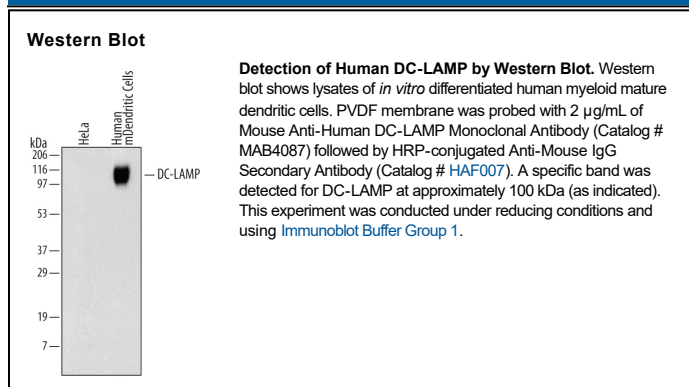 Western Blot
Detection of Human DC-LAMP by Western Blot. Western
blot shows lysates of in vitro differentiated human myeloid mature
dendritic cells. PVDF membrane was probed with 2 µg/mL of
Mouse Anti-Human DC-LAMP Monoclonal Antibody (Catalog #
MAB4087) followed by HRP-conjugated Anti-Mouse IgG
Secondary Antibody (Catalog # HAF007). A specific band was
detected for DC-LAMP at approximately 100 kDa (as indicated).
This experiment was conducted under reducing conditions and
using Immunoblot Buffer Group 1.
HeLa
Human
mDendritic Cells
kDa
206
116
97
DC-LAMP
53
37
29
19
7